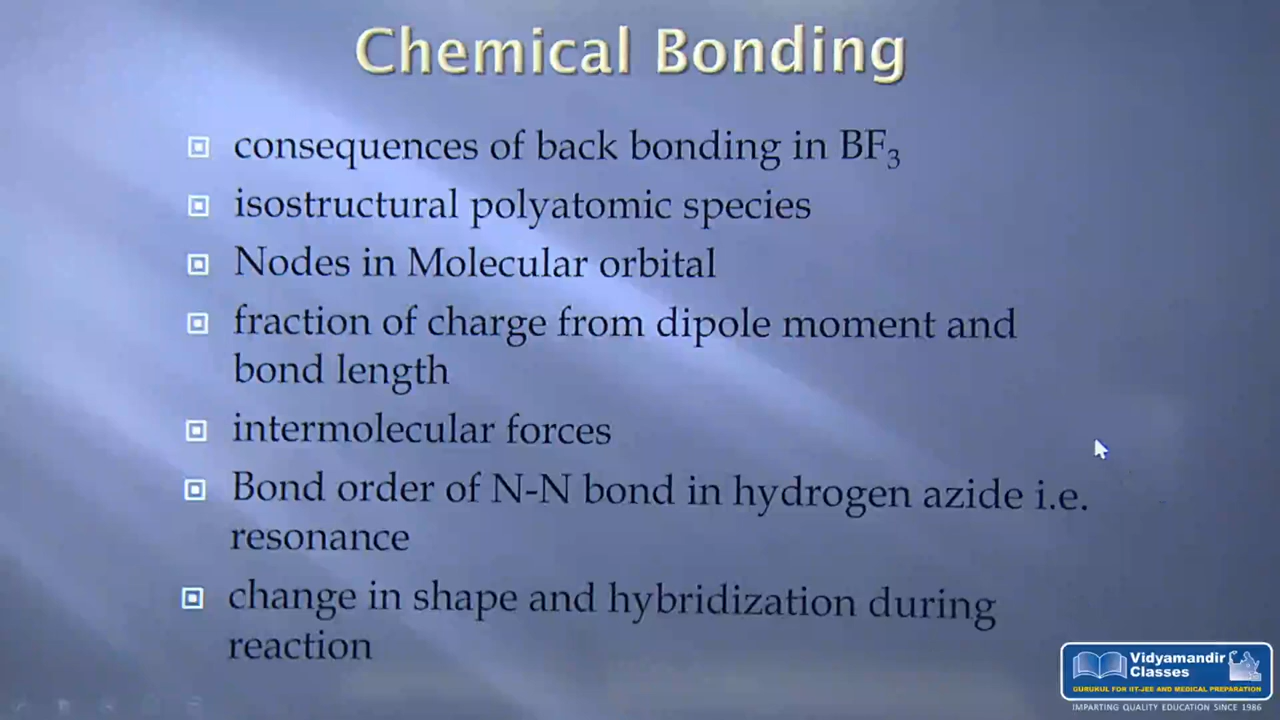 Chemical Bonding
consequences of back bonding in BF₃
isostructural polyatomic species
Nodes in Molecular orbital
fraction of charge from dipole moment and
bond length
intermolecular forces
Bond order of N-N bond in hydrogen azide i.e.
resonance
change in shape and hybridization during
reaction
Vidyamandir
Classes
GURUKUL FOR IIT-JEE AND MEDICAL PREPARATION
IMPARTING QUALITY EDUCATION SINCE 1986